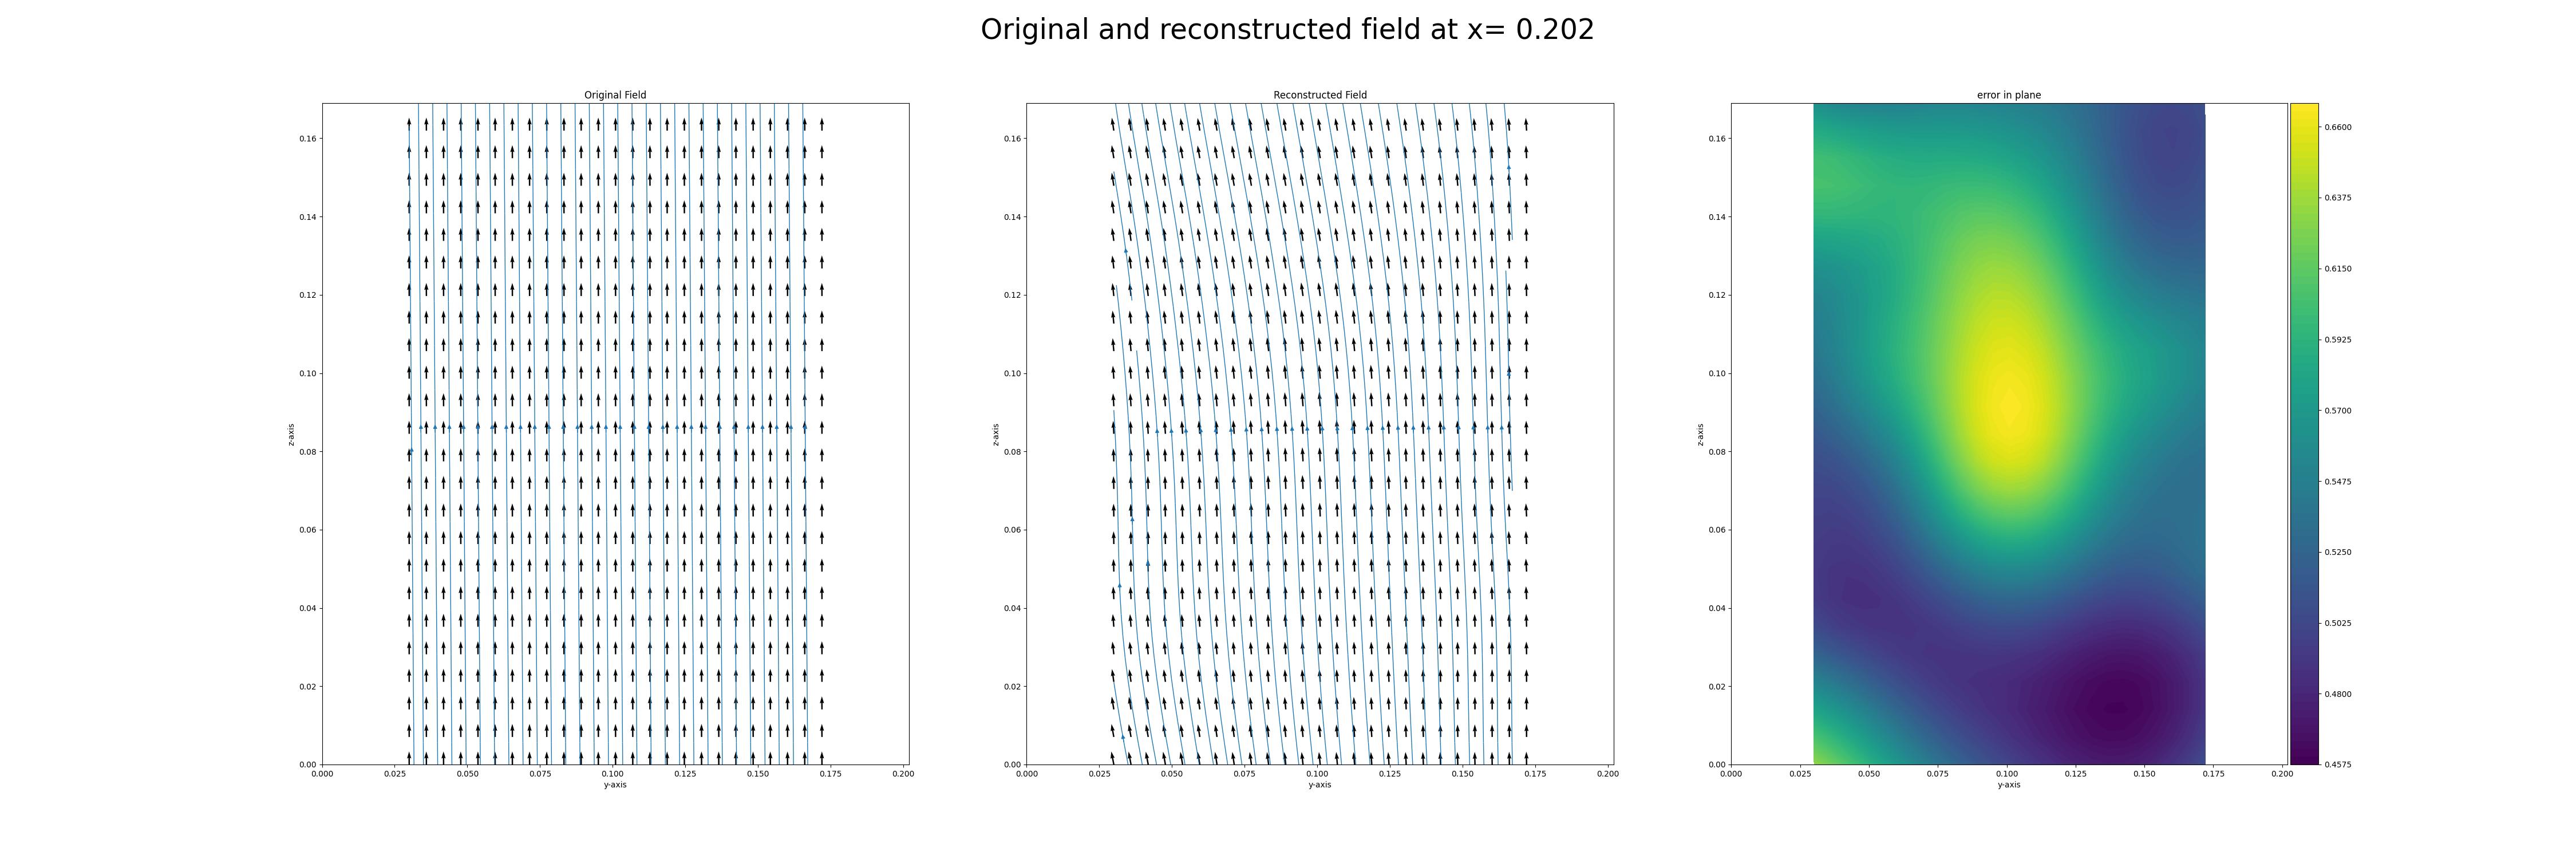 Original and reconstructed field at x= 0.202
Original Field
z-axis
0.16
0.14
0.12
0.10
0.08
0.06
0.04
0.02
0.00
0.000 0.025 0.050 0.075 0.100 0.125 0.150 0.175 0.200
y-axis
Reconstructed Field
z-axis
0.16
0.14
0.12
0.10
0.08
0.06
0.04
0.02
0.00
0.000 0.025 0.050 0.075 0.100 0.125 0.150 0.175 0.200
y-axis
error in plane
z-axis
0.16
0.14
0.12
0.10
0.08
0.06
0.04
0.02
0.00
0.000 0.025 0.050 0.075 0.100 0.125 0.150 0.175 0.200
y-axis
0.6600
0.6375
0.6150
0.5925
0.5700
0.5475
0.5250
0.5025
0.4800
0.4575